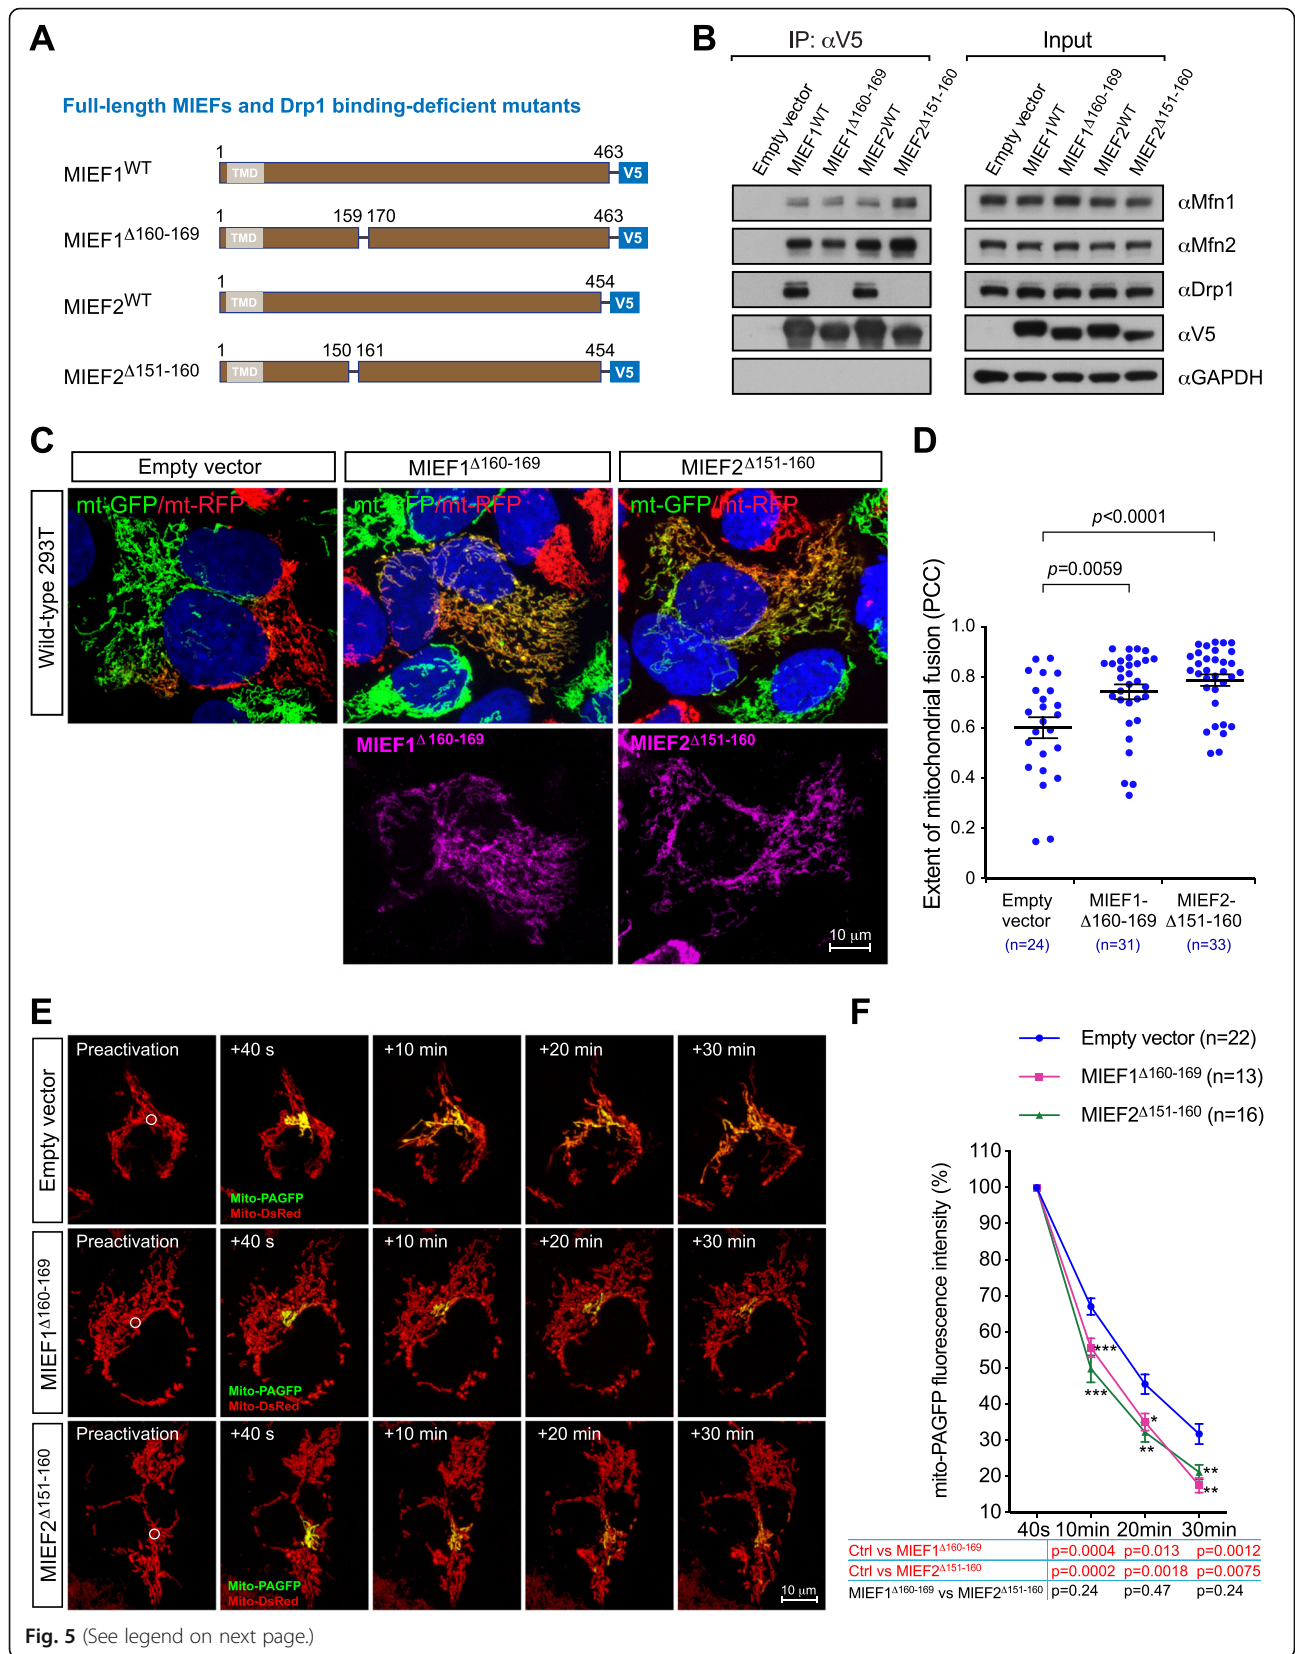 A
Full-length MIEFs and Drp1 binding-deficient mutants
MIEF1WT
1
463
TMD
V5
MIEF1Δ160-169
1
159
170
463
TMD
V5
MIEF2WT
1
454
TMD
V5
MIEF2Δ151-160
1
150
161
454
TMD
V5
B
IP: αV5
Input
Empty vector
MIEF1WT
MIEF1Δ160-169
MIEF2WT
MIEF2Δ151-160
Empty vector
MIEF1WT
MIEF1Δ160-169
MIEF2WT
MIEF2Δ151-160
αMfn1
αMfn2
αDrp1
αV5
αGAPDH
C
Empty vector
MIEF1Δ160-169
MIEF2Δ151-160
Wild-type 293T
mt-GFP/mt-RFP
mt-GFP/mt-RFP
mt-GFP/mt-RFP
MIEF1Δ 160-169
MIEF2Δ151-160
10 µm
D
p<0.0001
p=0.0059
Extent of mitochondrial fusion (PCC)
1.0
0.8
0.6
0.4
0.2
0
Empty vector
(n=24)
MIEF1-
Δ160-169
(n=31)
MIEF2-
Δ151-160
(n=33)
E
Empty vector
Preactivation
+40 s
+10 min
+20 min
+30 min
Mito-PAGFP
Mito-DsRed
MIEF1Δ160-169
Preactivation
+40 s
+10 min
+20 min
+30 min
Mito-PAGFP
Mito-DsRed
MIEF2Δ151-160
Preactivation
+40 s
+10 min
+20 min
+30 min
Mito-PAGFP
Mito-DsRed
10 µm
F
Empty vector (n=22)
MIEF1Δ160-169 (n=13)
MIEF2Δ151-160 (n=16)
mito-PAGFP fluorescence intensity (%)
110
100
90
80
70
60
50
40
30
20
10
***
***
*
**
**
**
40s 10min 20min 30min
Ctrl vs MIEF1Δ160-169 p=0.0004 p=0.013 p=0.0012
Ctrl vs MIEF2Δ151-160 p=0.0002 p=0.0018 p=0.0075
MIEF1Δ160-169 vs MIEF2Δ151-160 p=0.24 p=0.47 p=0.24
Fig. 5 (See legend on next page.)